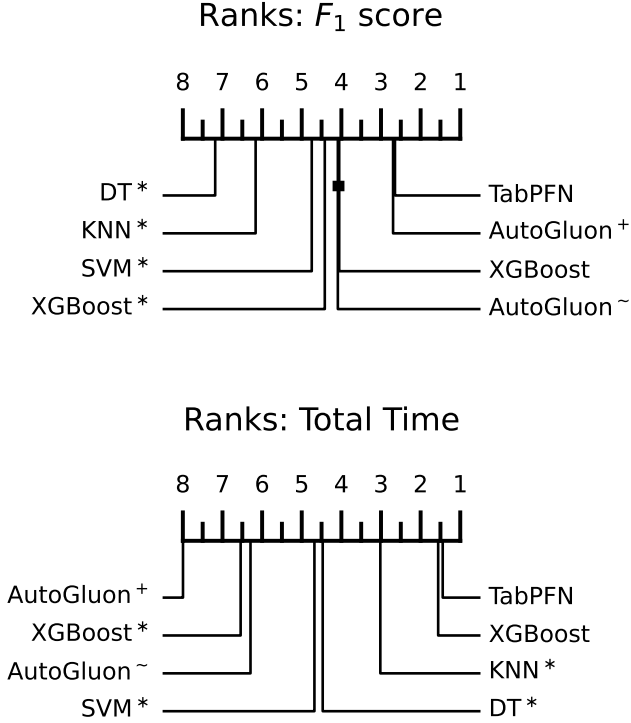 Ranks: F₁ score
8 7 6 5 4 3 2 1
DT * TabPFN
KNN * AutoGluon ⁺
SVM * XGBoost
XGBoost * AutoGluon ~
Ranks: Total Time
8 7 6 5 4 3 2 1
AutoGluon ⁺ TabPFN
XGBoost * XGBoost
AutoGluon ~ KNN *
SVM * DT *